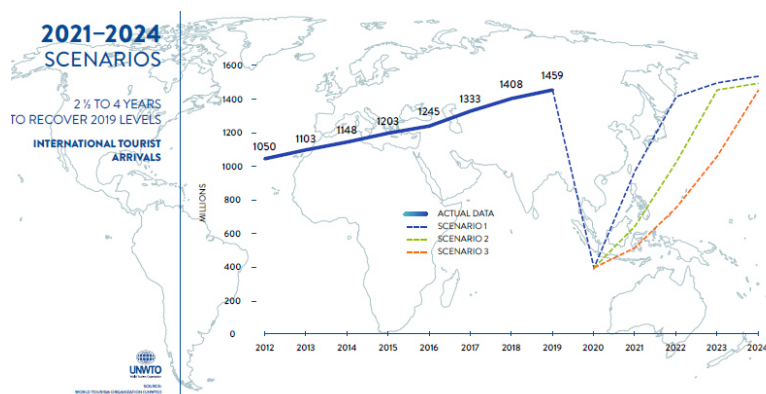 2021–2024
SCENARIOS
2 ½ TO 4 YEARS
TO RECOVER 2019 LEVELS
INTERNATIONAL TOURIST
ARRIVALS
MILLIONS
1600
1400
1200
1000
800
600
400
200
0
1050
1103
1148
1203
1245
1333
1408
1459
ACTUAL DATA
SCENARIO 1
SCENARIO 2
SCENARIO 3
2012 2013 2014 2015 2016 2017 2018 2019 2020 2021 2022 2023 2024
UNWTO
SOURCE:
WORLD TOURISM ORGANIZATION (UNWTO)